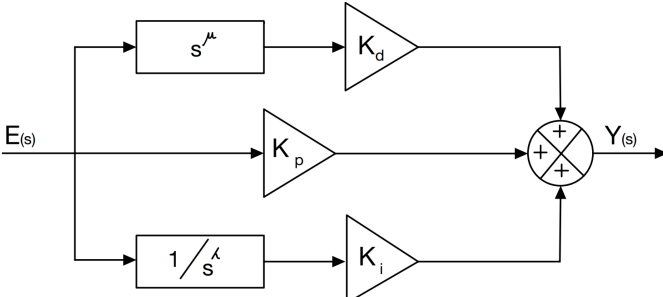 s^μ
K_d
+
E(s)
K_p
+
Y(s)
+
1/s^λ
K_i